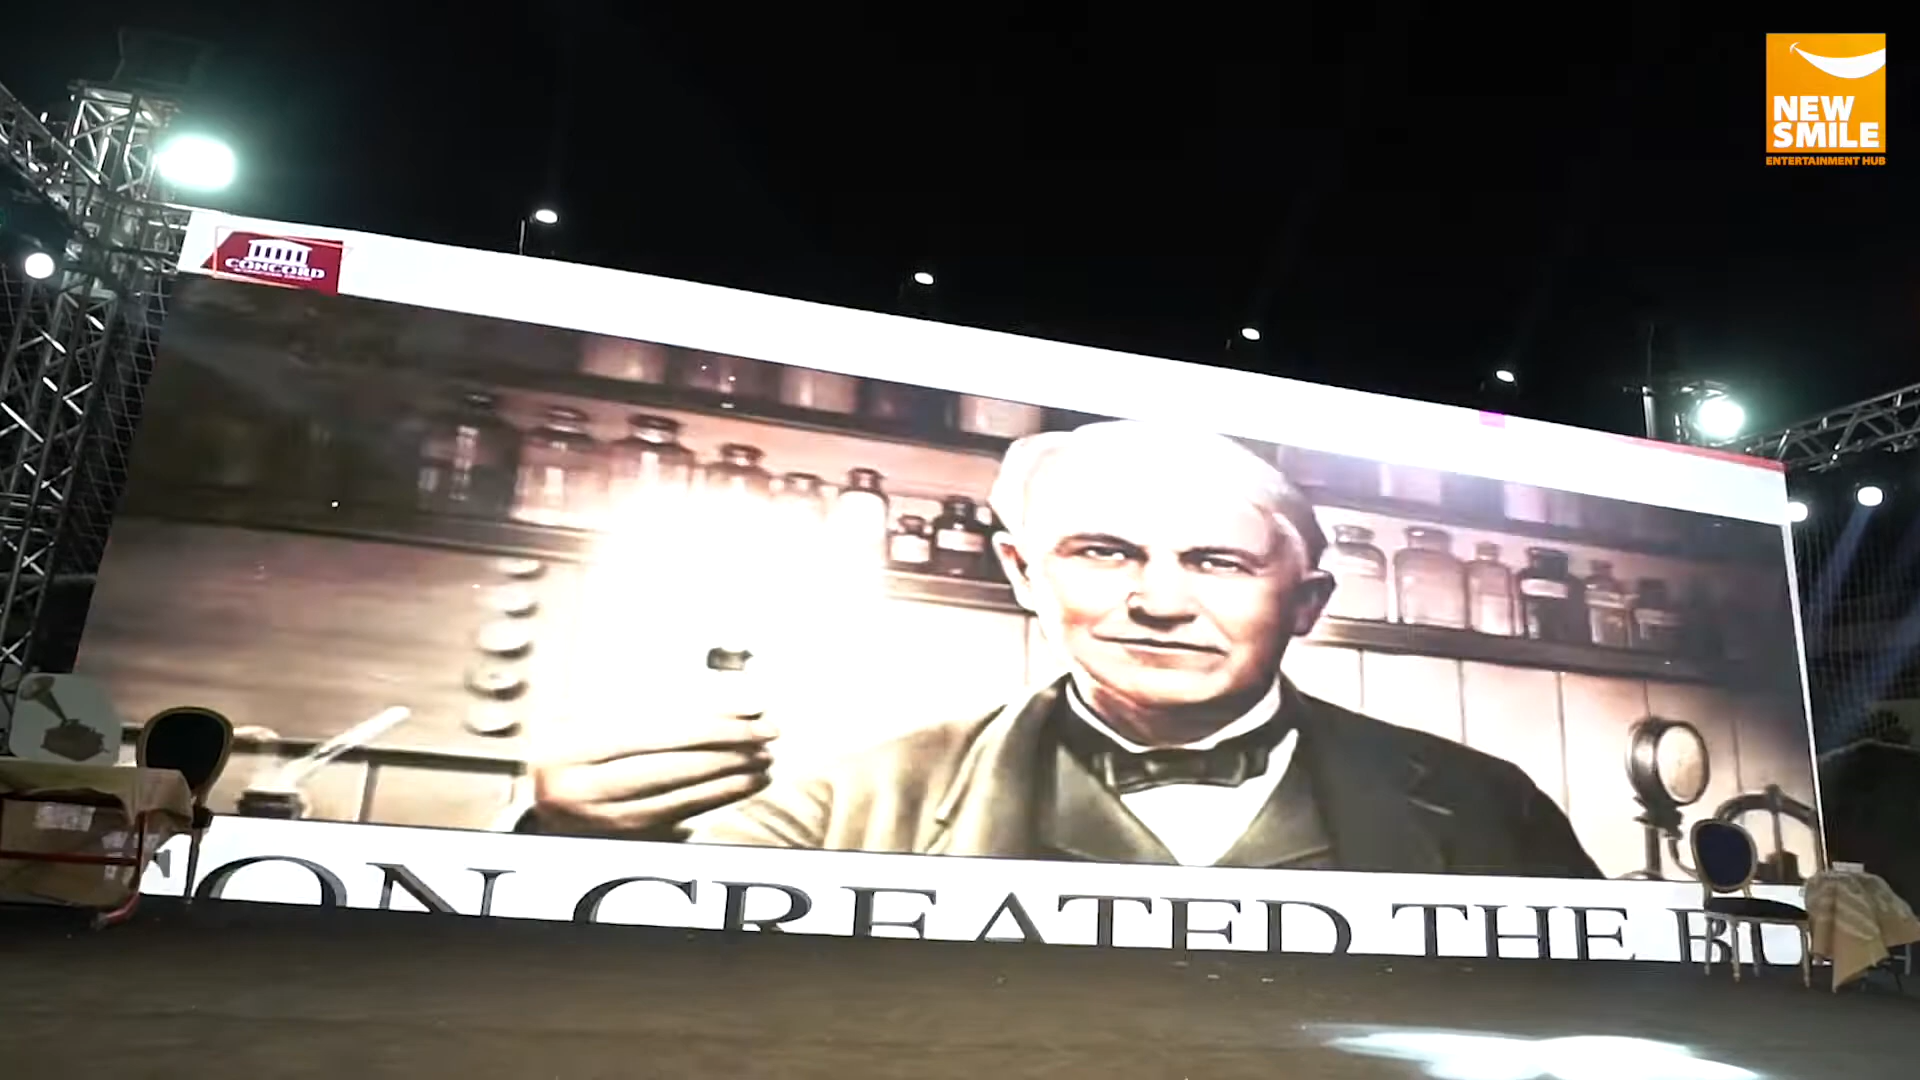 NEW
SMILE
ENTERTAINMENT HUB
CONCORD
ON CREATED THE BU